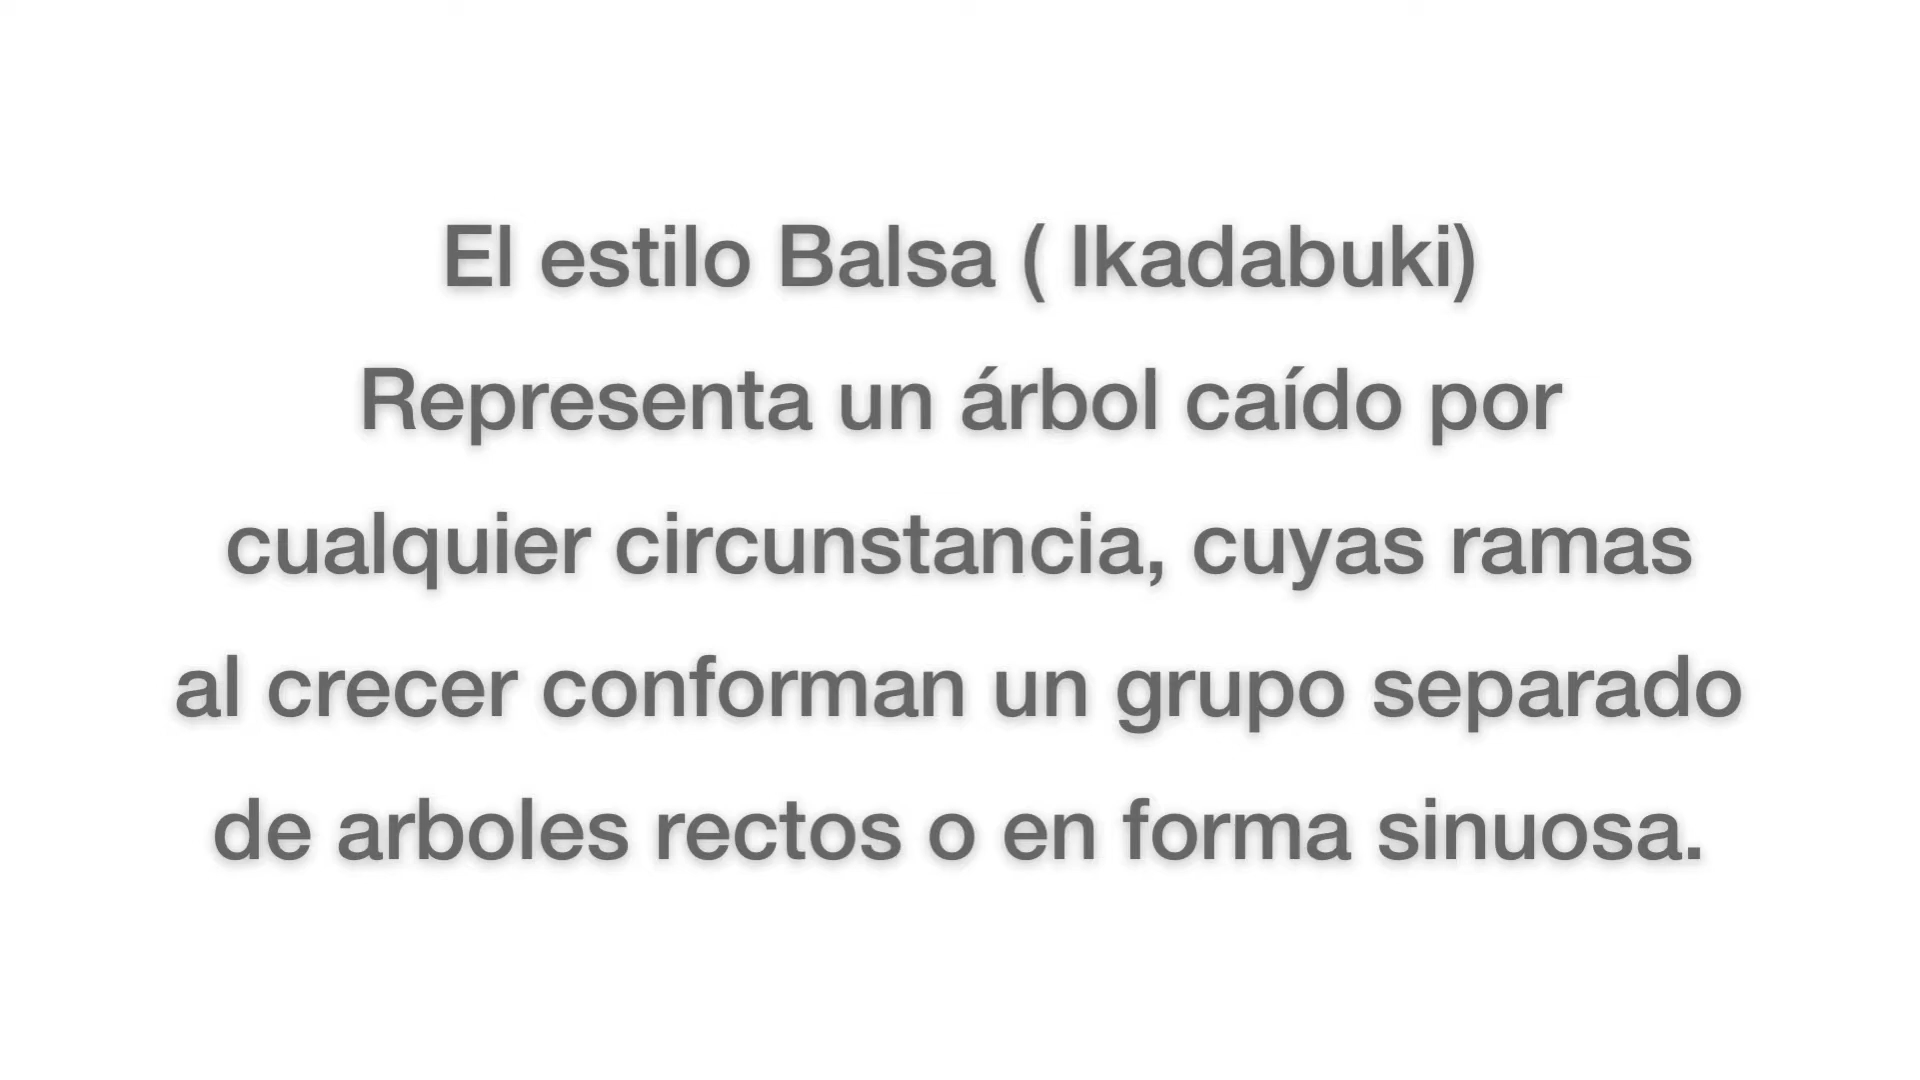 El estilo Balsa ( Ikadabuki)
Representa un árbol caído por
cualquier circunstancia, cuyas ramas
al crecer conforman un grupo separado
de arboles rectos o en forma sinuosa.